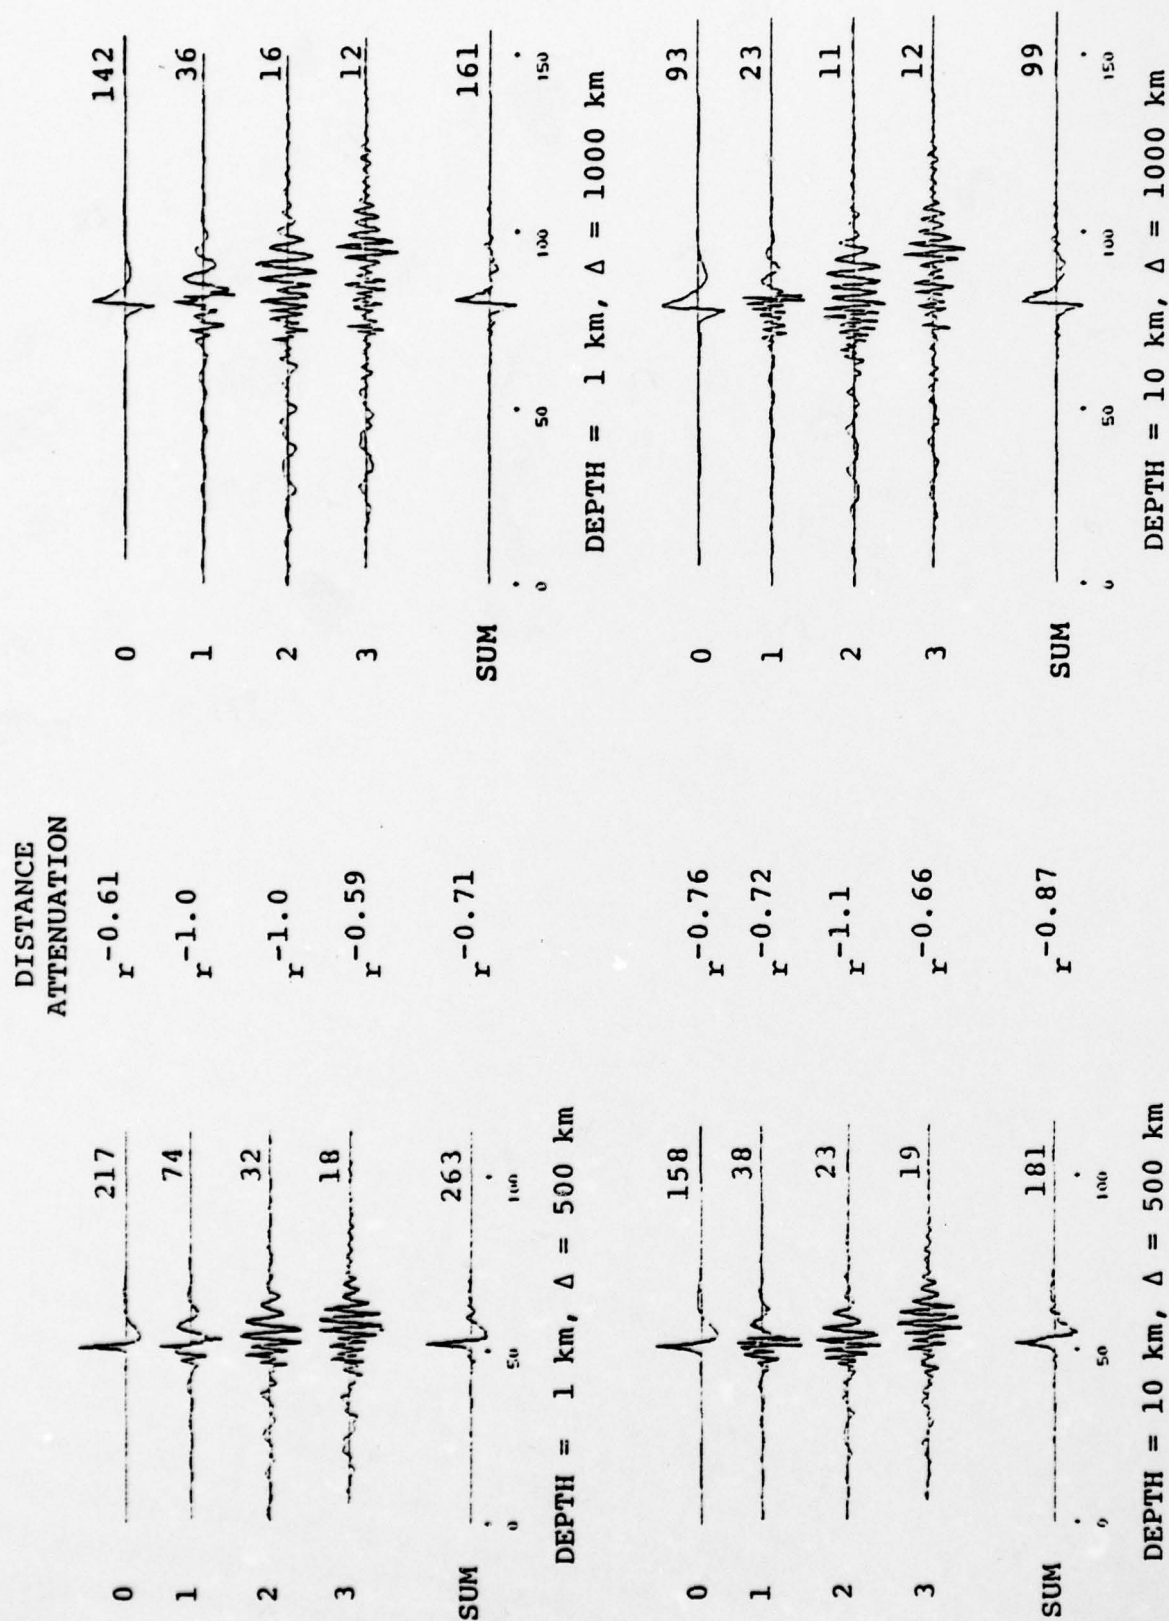 DISTANCE
ATTENUATION
0 217 r-0.61 0 142
1 74 r-1.0 1 36
2 32 r-1.0 2 16
3 18 r-0.59 3 12
SUM 263 r-0.71 SUM 161
0 50 100 0 50 100 150
DEPTH = 1 km, Δ = 500 km DEPTH = 1 km, Δ = 1000 km
0 158 r-0.76 0 93
1 38 r-0.72 1 23
2 23 r-1.1 2 11
3 19 r-0.66 3 12
SUM 181 r-0.87 SUM 99
0 50 100 0 50 100 150
DEPTH = 10 km, Δ = 500 km DEPTH = 10 km, Δ = 1000 km